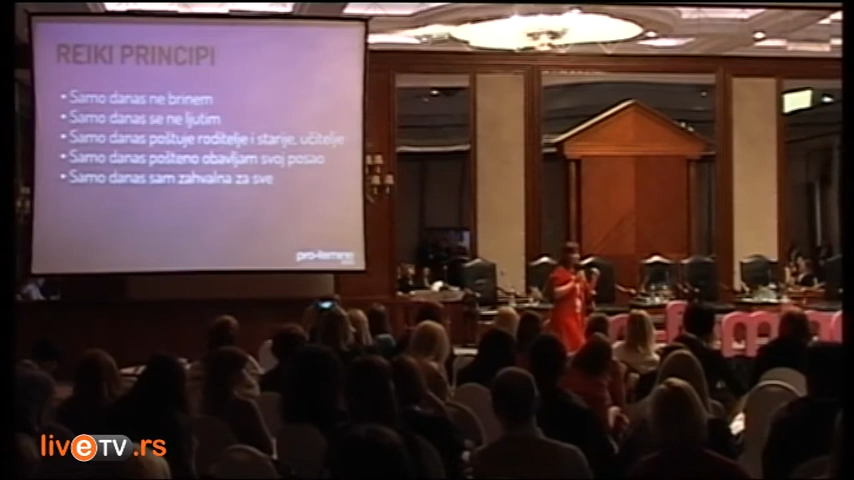 REIKI PRINCIPI
• Samo danas ne brinem
• Samo danas se ne ljutim
• Samo danas poštuje roditelje i starije, učitelje
• Samo danas pošteno obavljam svoj posao
• Samo danas sam zahvalna za sve
pro-femina
liveTV.rs